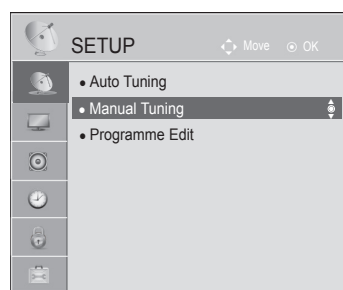 SETUP
Move OK
● Auto Tuning
● Manual Tuning
● Programme Edit